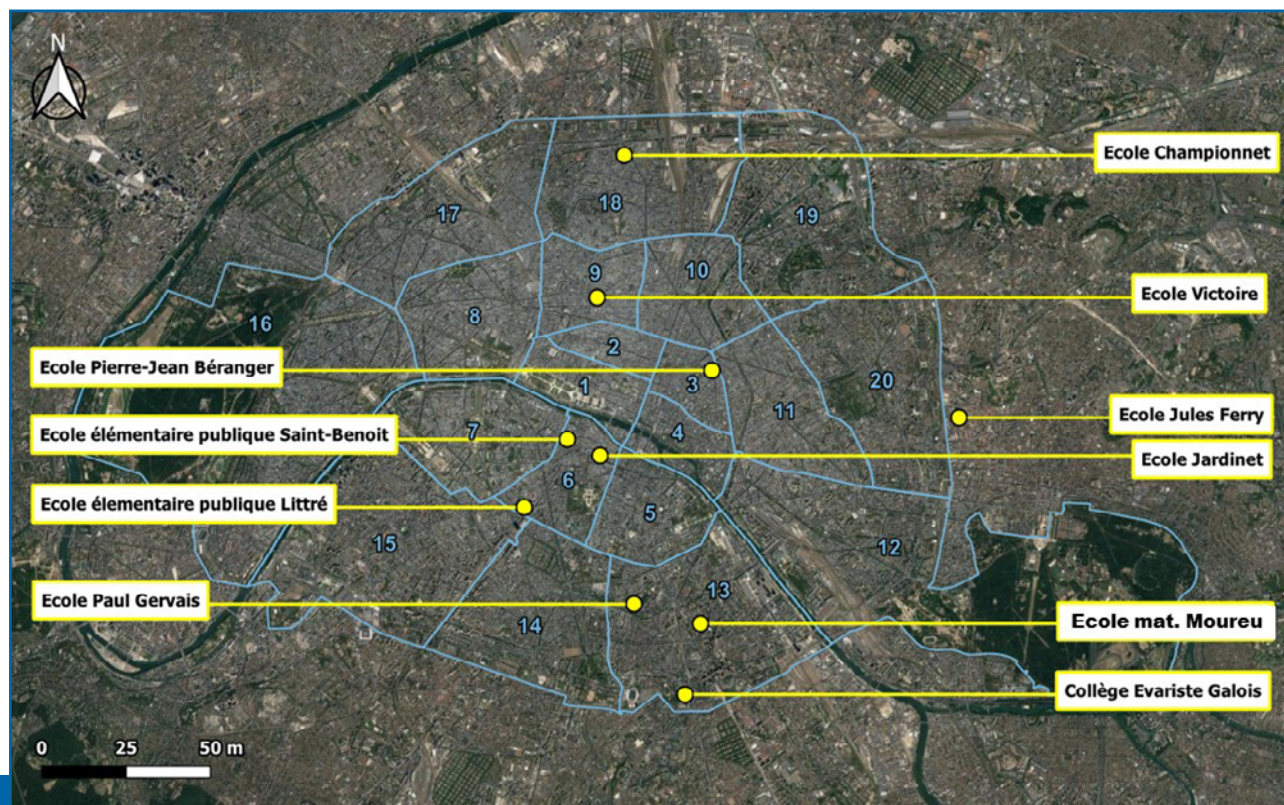 N
Ecole Championnet
17
18
19
9
10
16
8
Ecole Victoire
2
Ecole Pierre-Jean Béranger
1
3
20
11
Ecole Jules Ferry
Ecole élémentaire publique Saint-Benoit
7
4
Ecole Jardinet
6
Ecole élementaire publique Littré
5
15
12
Ecole Paul Gervais
13
14
Ecole mat. Moureu
Collège Evariste Galois
0 25 50 m